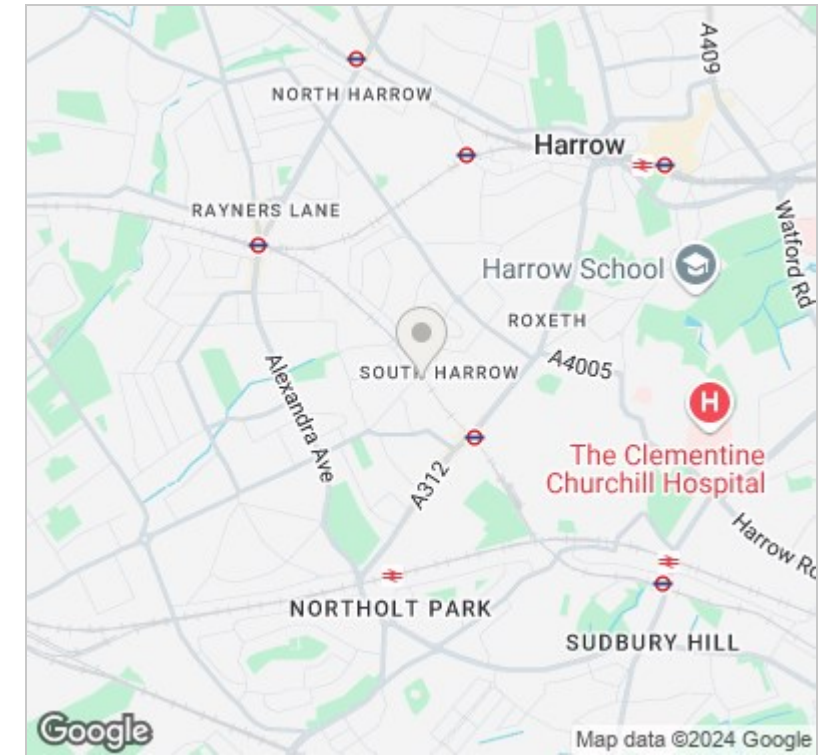 A409
NORTH HARROW
Harrow
RAYNERS LANE
Watford Rd
Harrow School
ROXETH
SOUTH HARROW
A4005
Alexandra Ave
H
The Clementine
Churchill Hospital
A312
Harrow Rd
NORTHOLT PARK
SUDBURY HILL
Google
Map data ©2024 Google